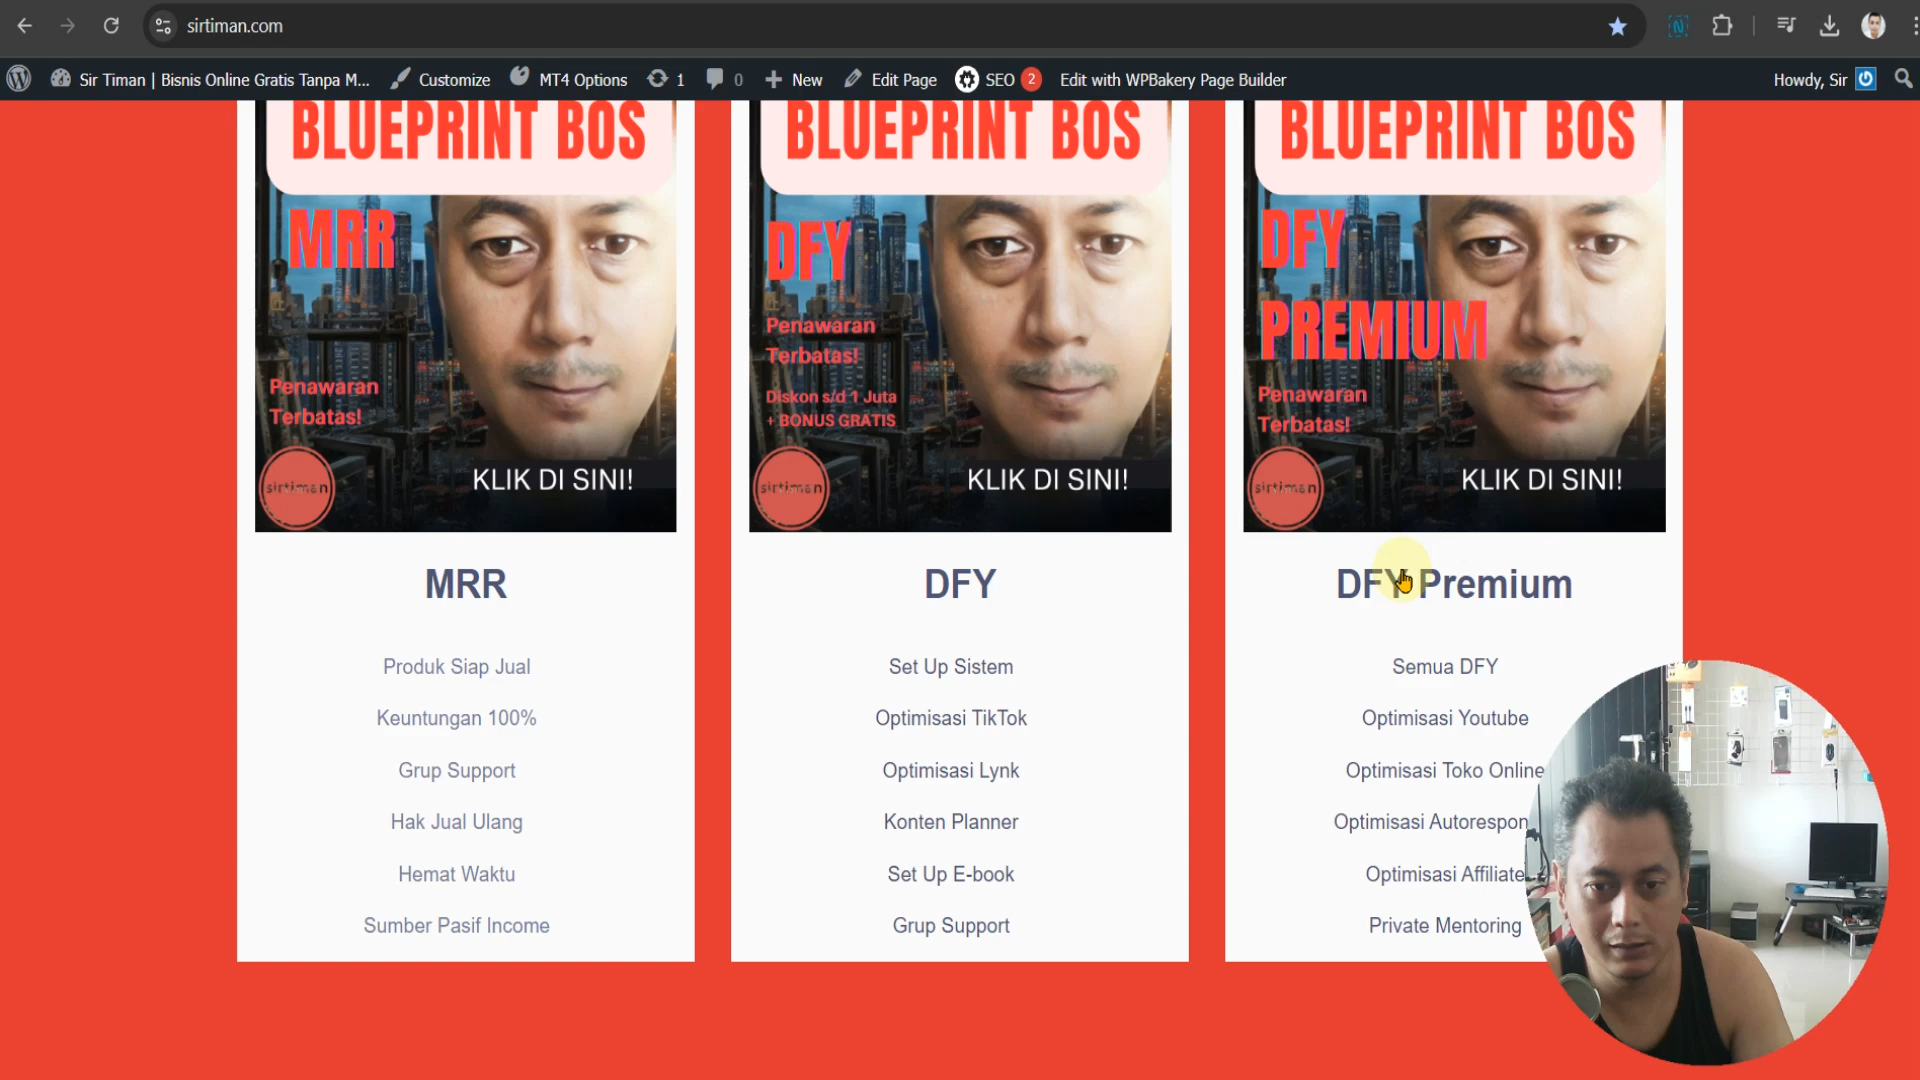 sirtiman.com
Sir Timan | Bisnis Online Gratis Tanpa M... Customize MT4 Options 1 0 New Edit Page SEO 2 Edit with WPBakery Page Builder Howdy, Sir
BLUEPRINT BOS
MRR
Penawaran
Terbatas!
sirtiman
KLIK DI SINI!
MRR
Produk Siap Jual
Keuntungan 100%
Grup Support
Hak Jual Ulang
Hemat Waktu
Sumber Pasif Income
BLUEPRINT BOS
DFY
Penawaran
Terbatas!
Diskon s/d 1 Juta
+ BONUS GRATIS
sirtiman
KLIK DI SINI!
DFY
Set Up Sistem
Optimisasi TikTok
Optimisasi Lynk
Konten Planner
Set Up E-book
Grup Support
BLUEPRINT BOS
DFY
PREMIUM
Penawaran
Terbatas!
sirtiman
KLIK DI SINI!
DFY Premium
Semua DFY
Optimisasi Youtube
Optimisasi Toko Online
Optimisasi Autorespon
Optimisasi Affiliate
Private Mentoring